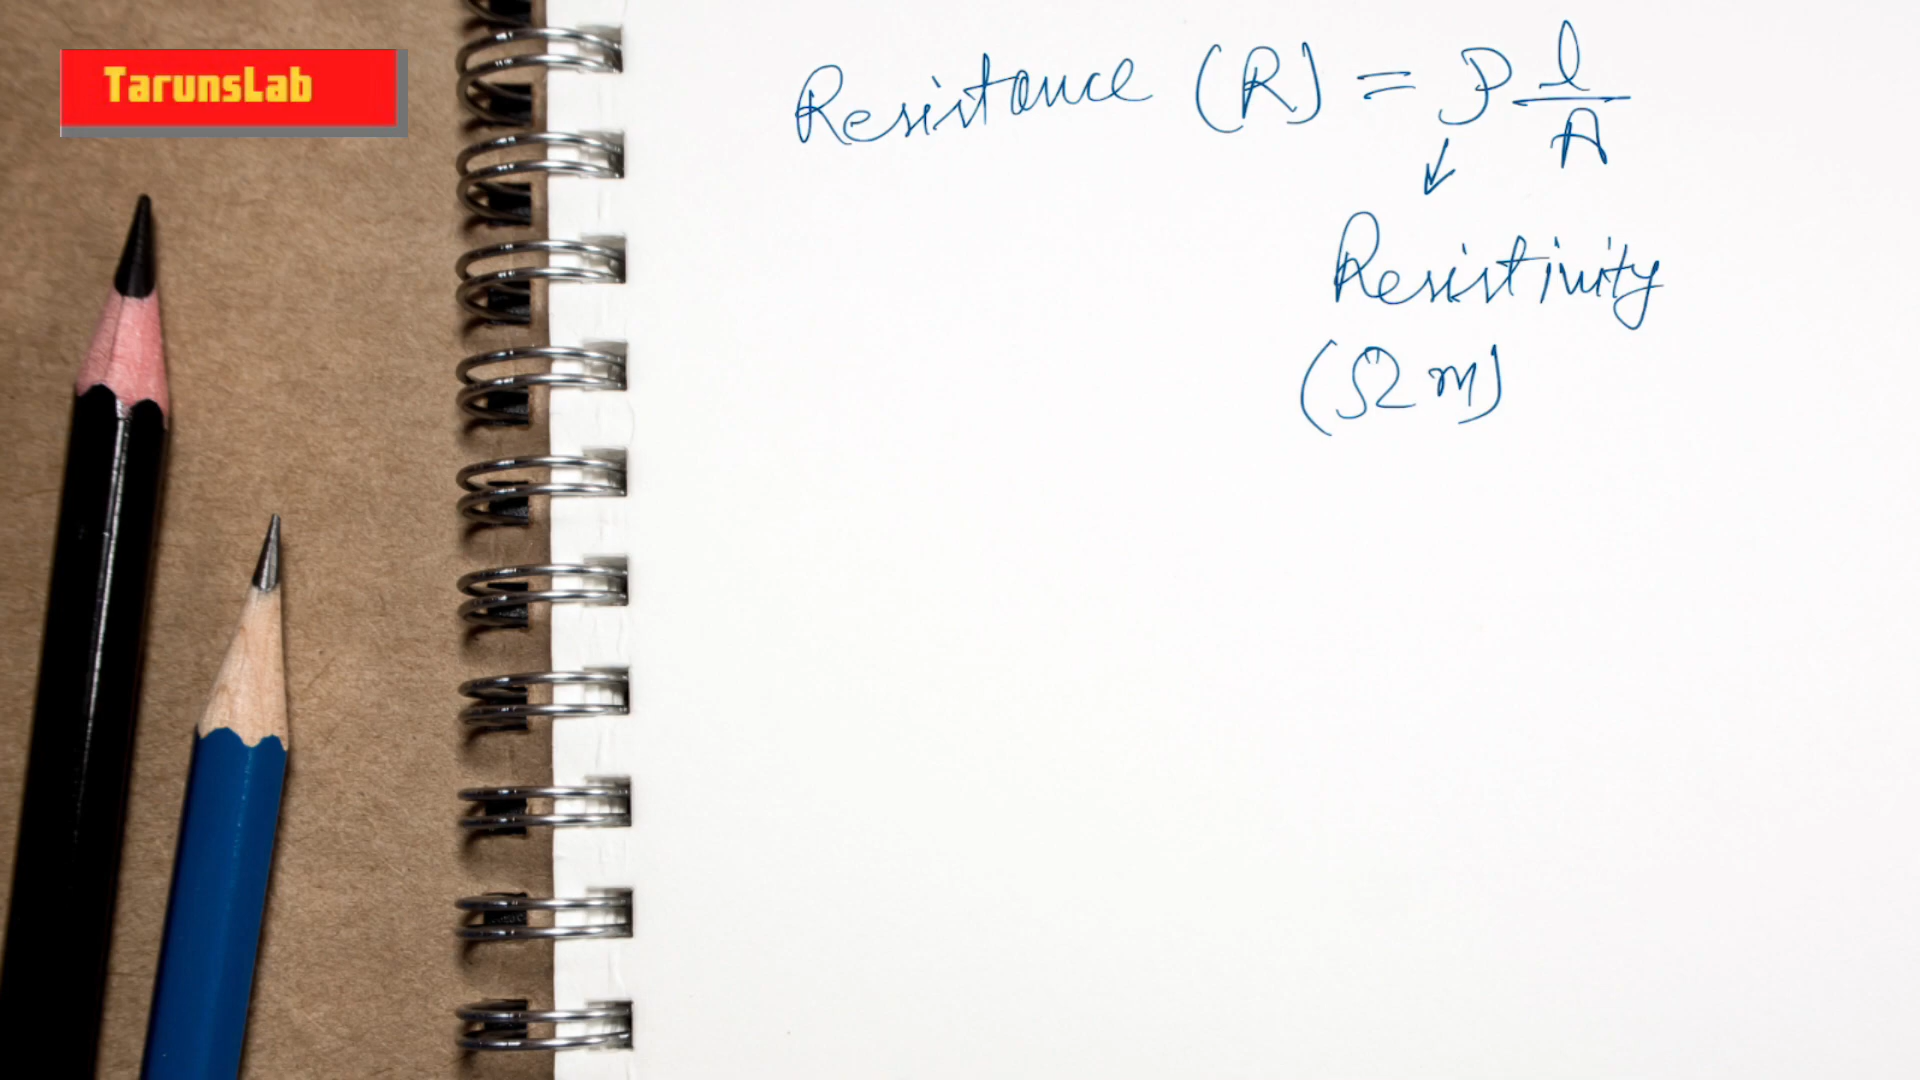 TarunsLab
Resistance (R) = ρ l/A
↙
Resistivity
(Ω m)